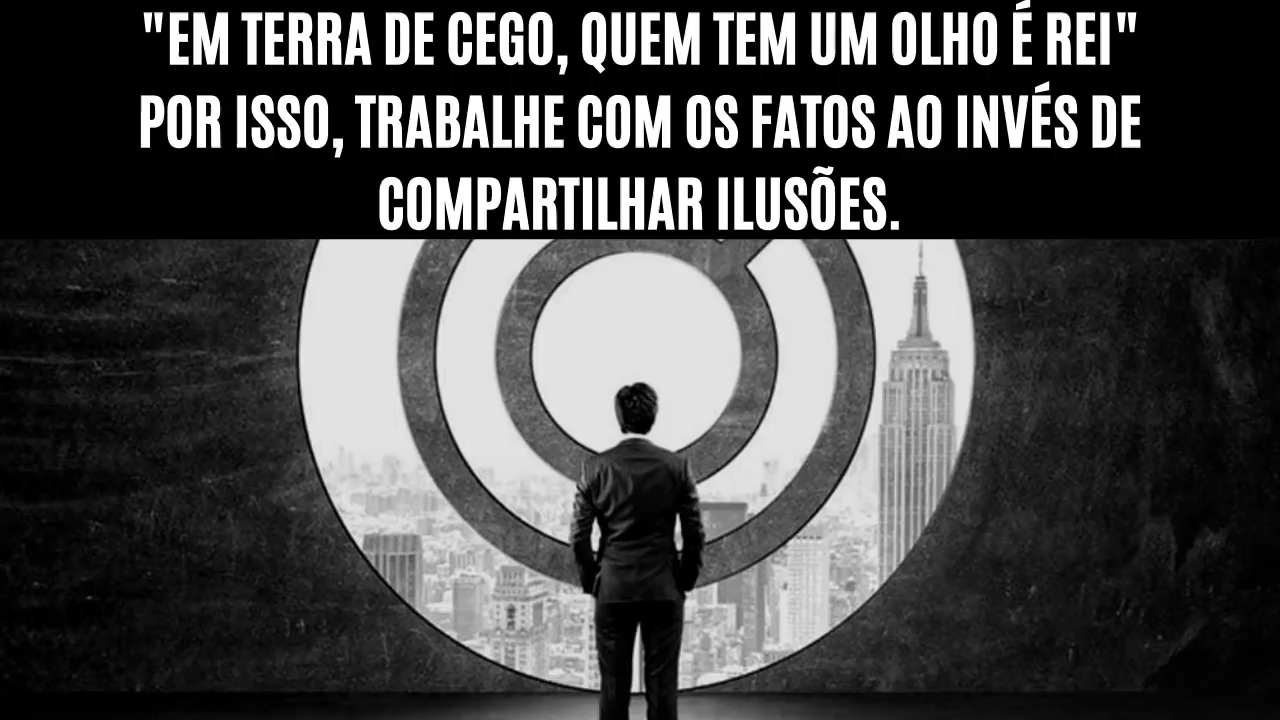 "EM TERRA DE CEGO, QUEM TEM UM OLHO É REI"
POR ISSO, TRABALHE COM OS FATOS AO INVÉS DE
COMPARTILHAR ILUSÕES.